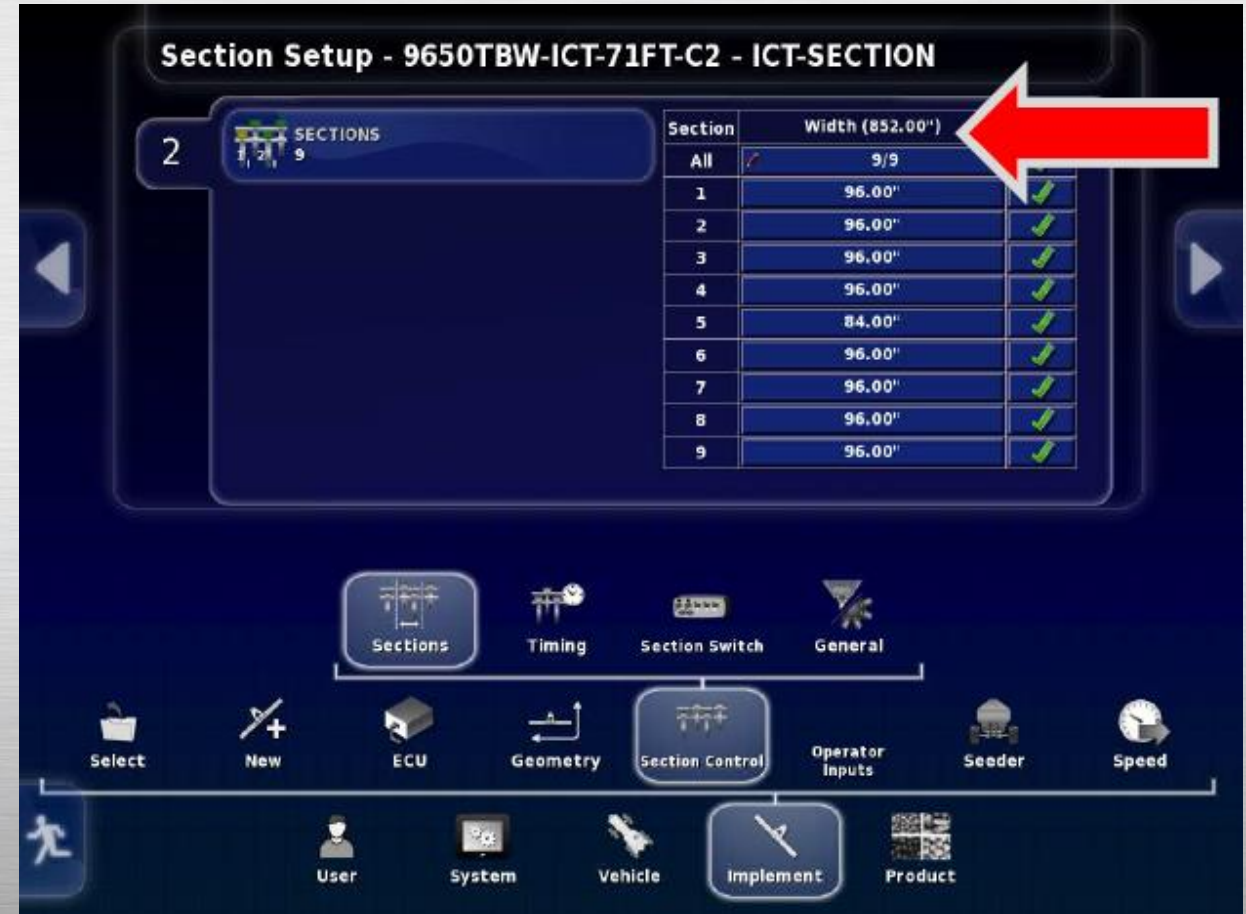 Section Setup - 9650TBW-ICT-71FT-C2 - ICT-SECTION
2
SECTIONS
9
1 2
Section Width (852.00")
All 9/9
1 96.00"
2 96.00"
3 96.00"
4 96.00"
5 84.00"
6 96.00"
7 96.00"
8 96.00"
9 96.00"
Sections Timing Section Switch General
Select New ECU Geometry Section Control Operator Inputs Seeder Speed
User System Vehicle Implement Product